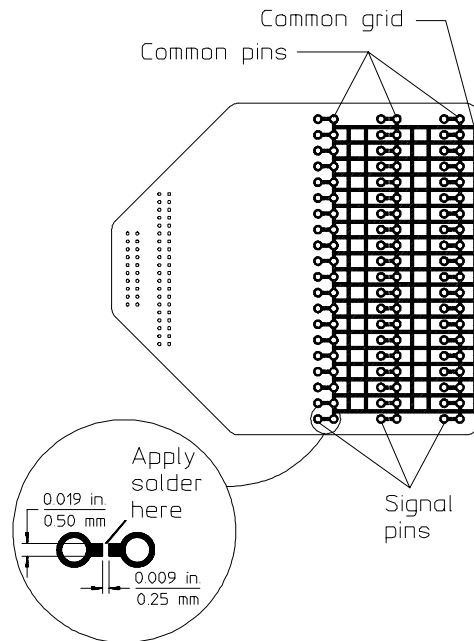 Common grid
Common pins
Apply
solder
here
0.019 in.
0.50 mm
0.009 in.
0.25 mm
Signal
pins